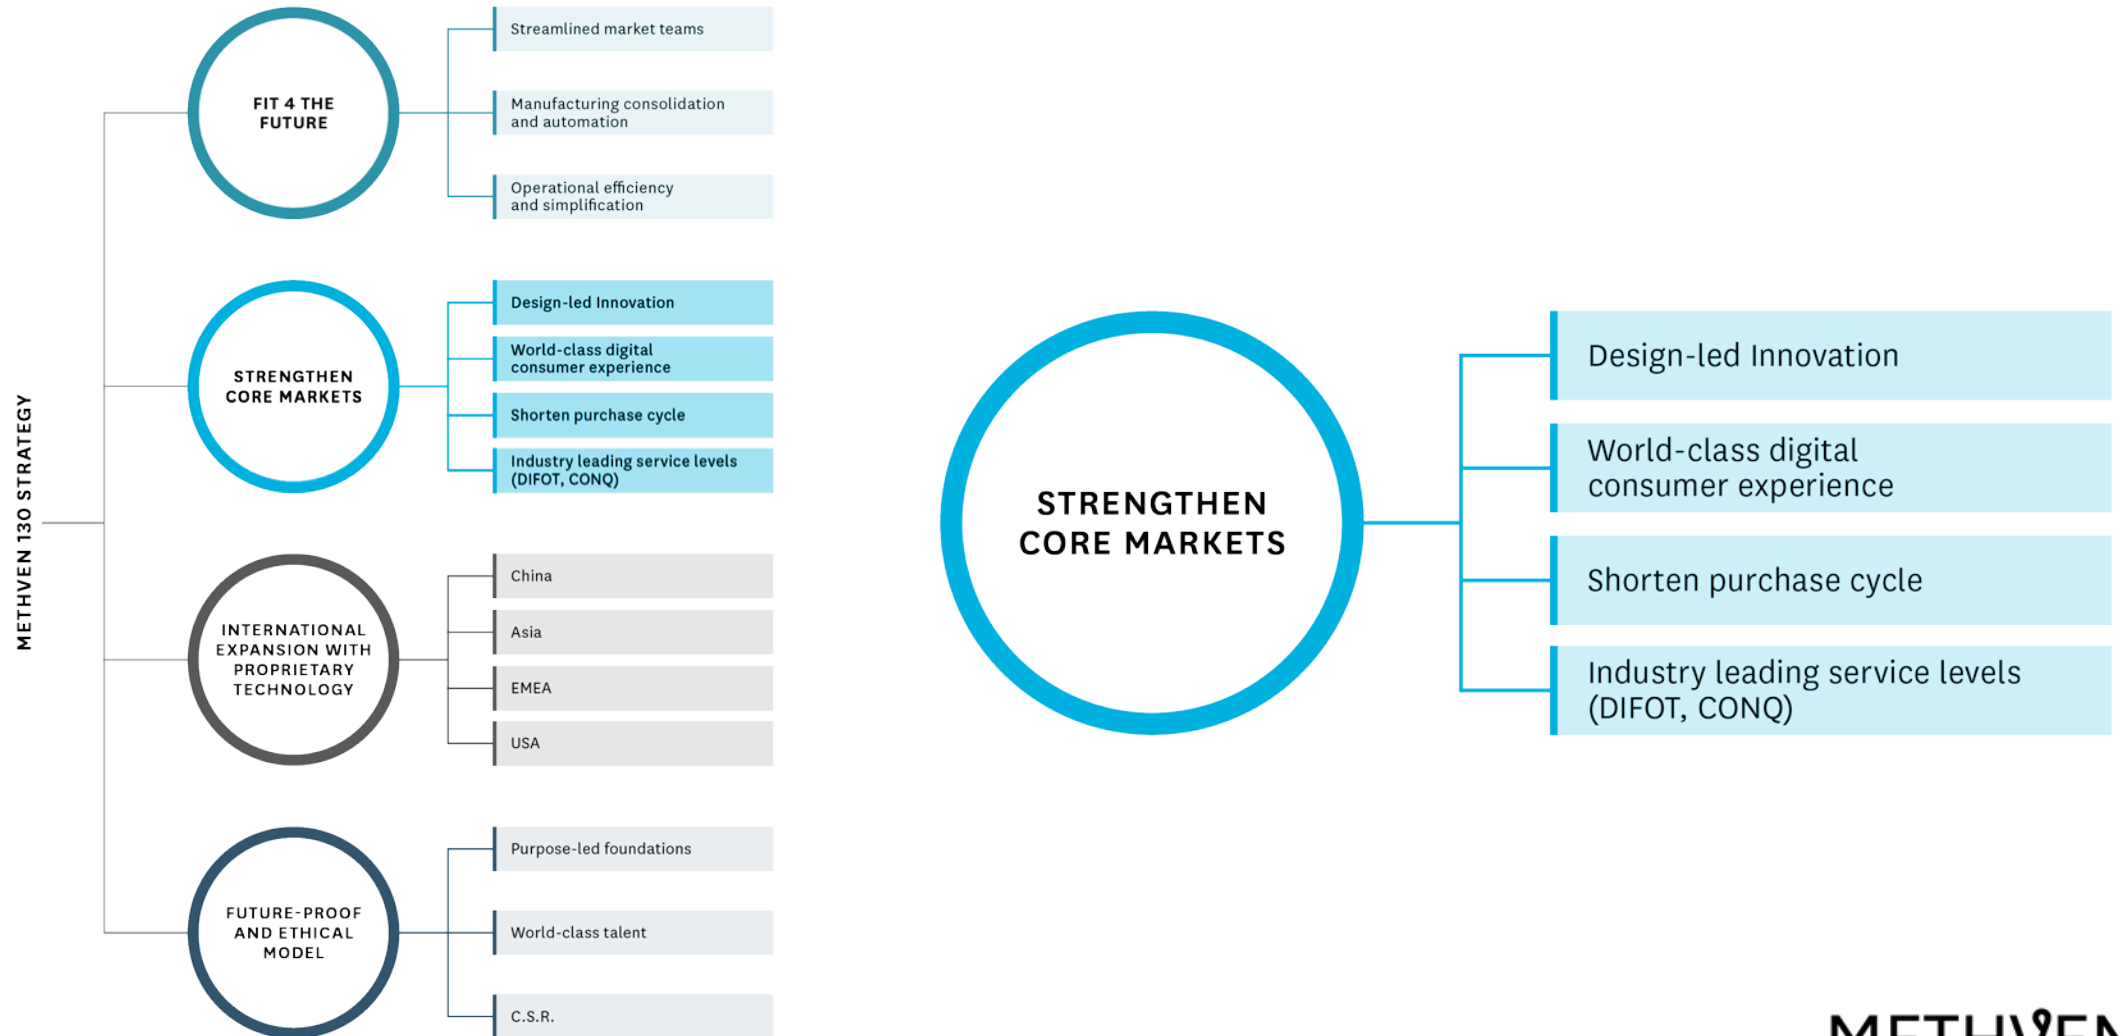 METHVEN 130 STRATEGY
FIT 4 THE
FUTURE
Streamlined market teams
Manufacturing consolidation
and automation
Operational efficiency
and simplification
STRENGTHEN
CORE MARKETS
Design-led Innovation
World-class digital
consumer experience
Shorten purchase cycle
Industry leading service levels
(DIFOT, CONQ)
INTERNATIONAL
EXPANSION WITH
PROPRIETARY
TECHNOLOGY
China
Asia
EMEA
USA
FUTURE-PROOF
AND ETHICAL
MODEL
Purpose-led foundations
World-class talent
C.S.R.
STRENGTHEN
CORE MARKETS
Design-led Innovation
World-class digital
consumer experience
Shorten purchase cycle
Industry leading service levels
(DIFOT, CONQ)
METHVEN